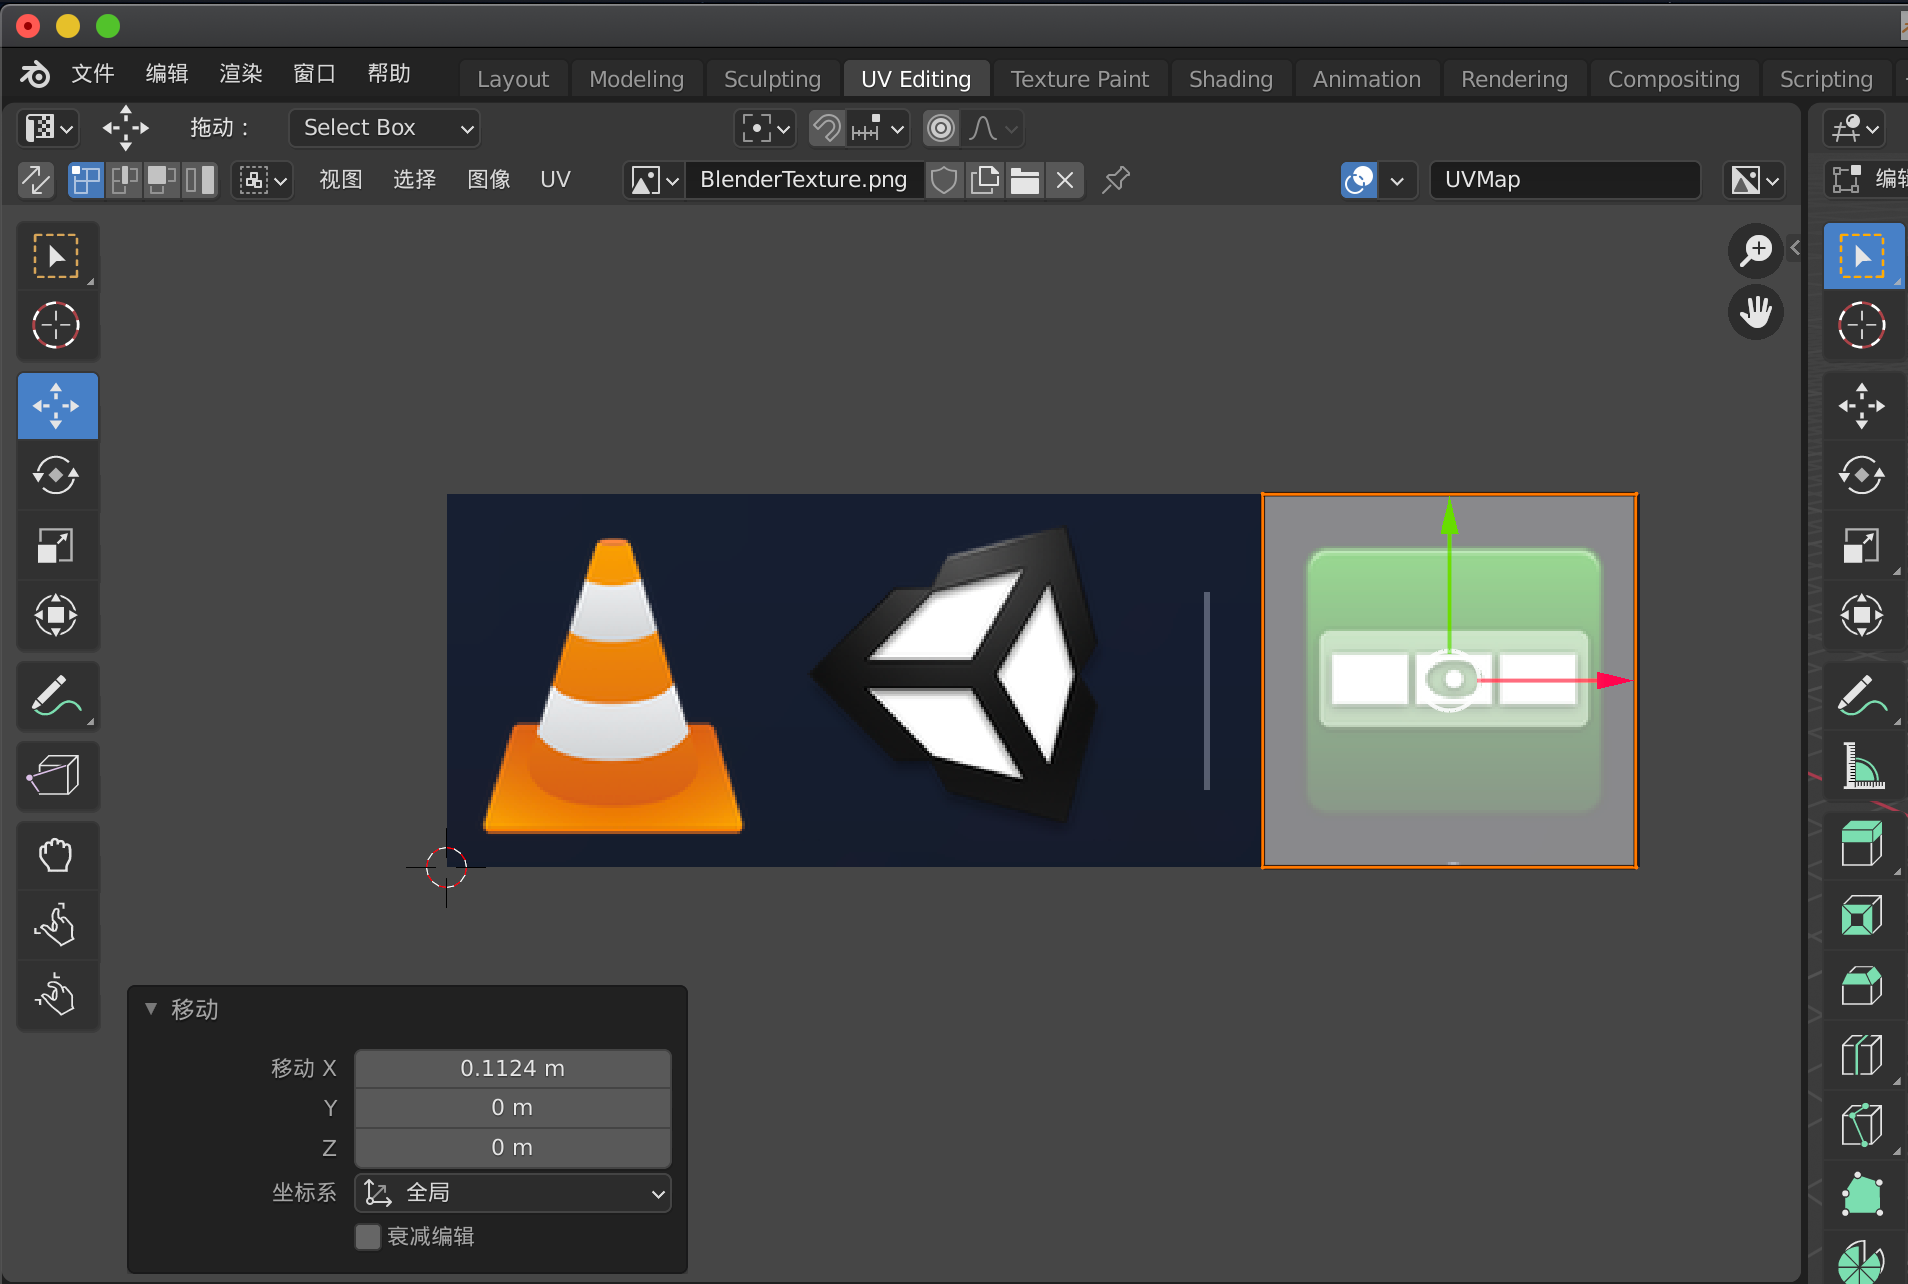 文件 编辑 渲染 窗口 帮助 Layout Modeling Sculpting UV Editing Texture Paint Shading Animation Rendering Compositing Scripting
拖动： Select Box
视图 选择 图像 UV BlenderTexture.png UVMap 编辑
移动
移动 X 0.1124 m
Y 0 m
Z 0 m
坐标系 全局
衰减编辑